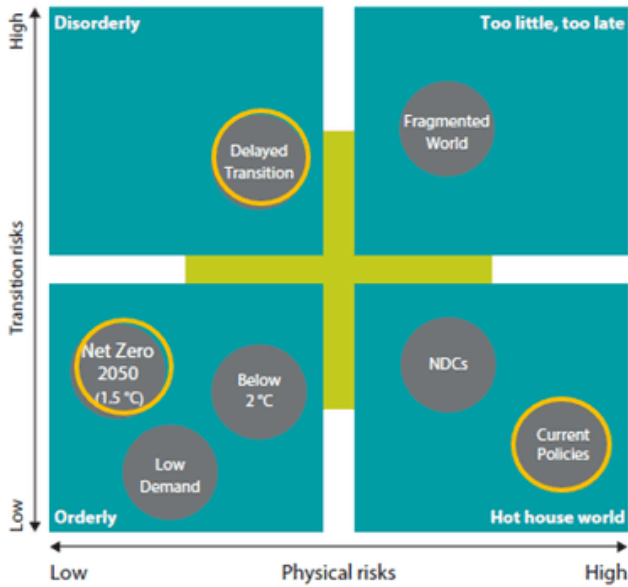 High
Disorderly
Too little, too late
Fragmented
World
Delayed
Transition
Transition risks
Net Zero
2050
(1.5 °C)
Below
2 °C
NDCs
Low
Demand
Current
Policies
Low
Orderly
Hot house world
Low
Physical risks
High